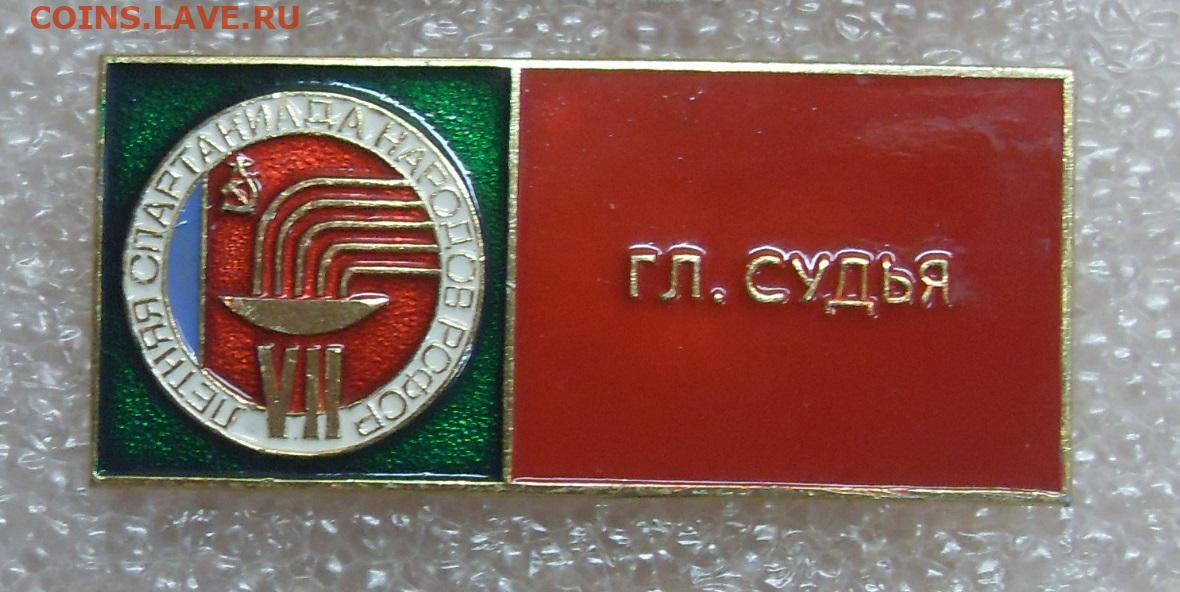 COINS.LAVE.RU
ЛЕТНЯЯ СПАРТАКИАДА НАРОДОВ РСФСР
VII
ГЛ. СУДЬЯ